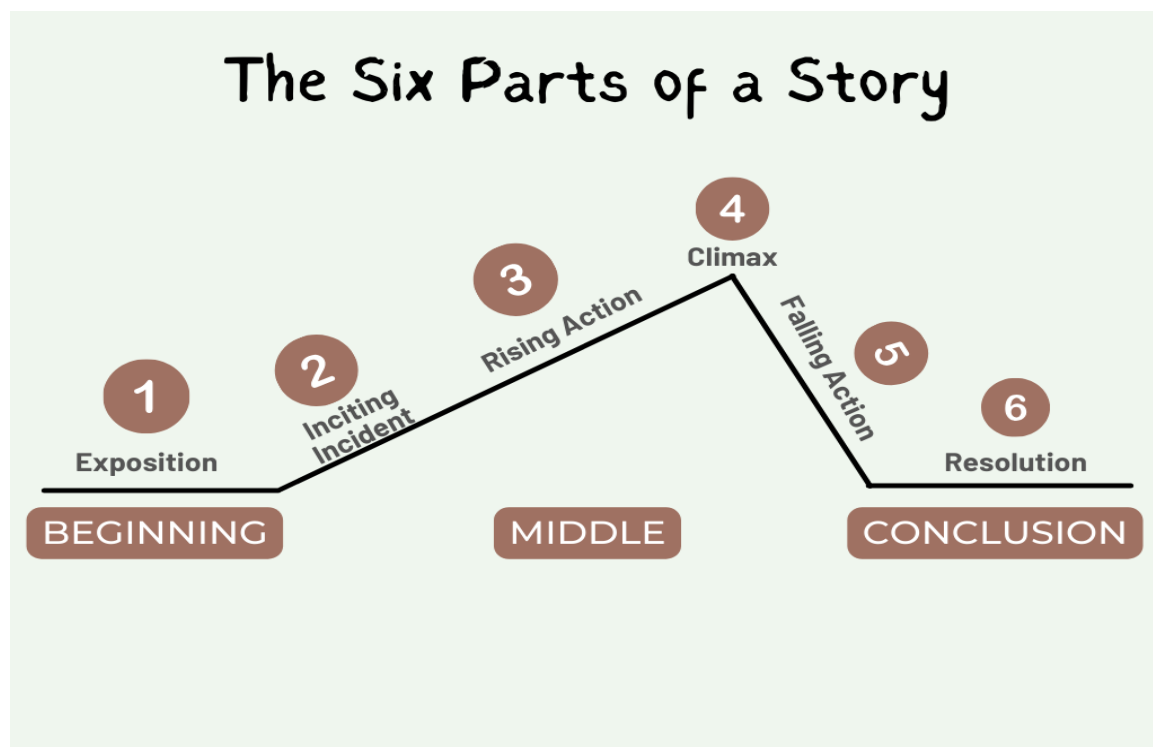 The Six Parts of a Story
1
Exposition
2
Inciting
Incident
3
Rising Action
4
Climax
Falling Action
5
6
Resolution
BEGINNING
MIDDLE
CONCLUSION